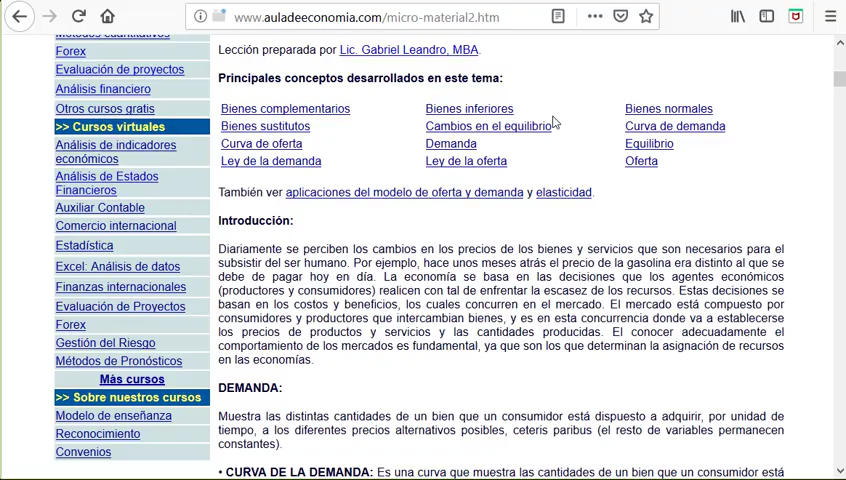 www.auladeeconomia.com/micro-material2.htm
Métodos cuantitativos
Forex
Evaluación de proyectos
Análisis financiero
Otros cursos gratis
>> Cursos virtuales
Análisis de indicadores
económicos
Análisis de Estados
Financieros
Auxiliar Contable
Comercio internacional
Estadística
Excel: Análisis de datos
Finanzas internacionales
Evaluación de Proyectos
Forex
Gestión del Riesgo
Métodos de Pronósticos
Más cursos
>> Sobre nuestros cursos
Modelo de enseñanza
Reconocimiento
Convenios
Lección preparada por Lic. Gabriel Leandro, MBA.
Principales conceptos desarrollados en este tema:
Bienes complementarios Bienes inferiores Bienes normales
Bienes sustitutos Cambios en el equilibrio Curva de demanda
Curva de oferta Demanda Equilibrio
Ley de la demanda Ley de la oferta Oferta
También ver aplicaciones del modelo de oferta y demanda y elasticidad.
Introducción:
Diariamente se perciben los cambios en los precios de los bienes y servicios que son necesarios para el
subsistir del ser humano. Por ejemplo, hace unos meses atrás el precio de la gasolina era distinto al que se
debe de pagar hoy en día. La economía se basa en las decisiones que los agentes económicos
(productores y consumidores) realicen con tal de enfrentar la escasez de los recursos. Estas decisiones se
basan en los costos y beneficios, los cuales concurren en el mercado. El mercado está compuesto por
consumidores y productores que intercambian bienes, y es en esta concurrencia donde va a establecerse
los precios de productos y servicios y las cantidades producidas. El conocer adecuadamente el
comportamiento de los mercados es fundamental, ya que son los que determinan la asignación de recursos
en las economías.
DEMANDA:
Muestra las distintas cantidades de un bien que un consumidor está dispuesto a adquirir, por unidad de
tiempo, a los diferentes precios alternativos posibles, ceteris paribus (el resto de variables permanecen
constantes).
• CURVA DE LA DEMANDA: Es una curva que muestra las cantidades de un bien que un consumidor está